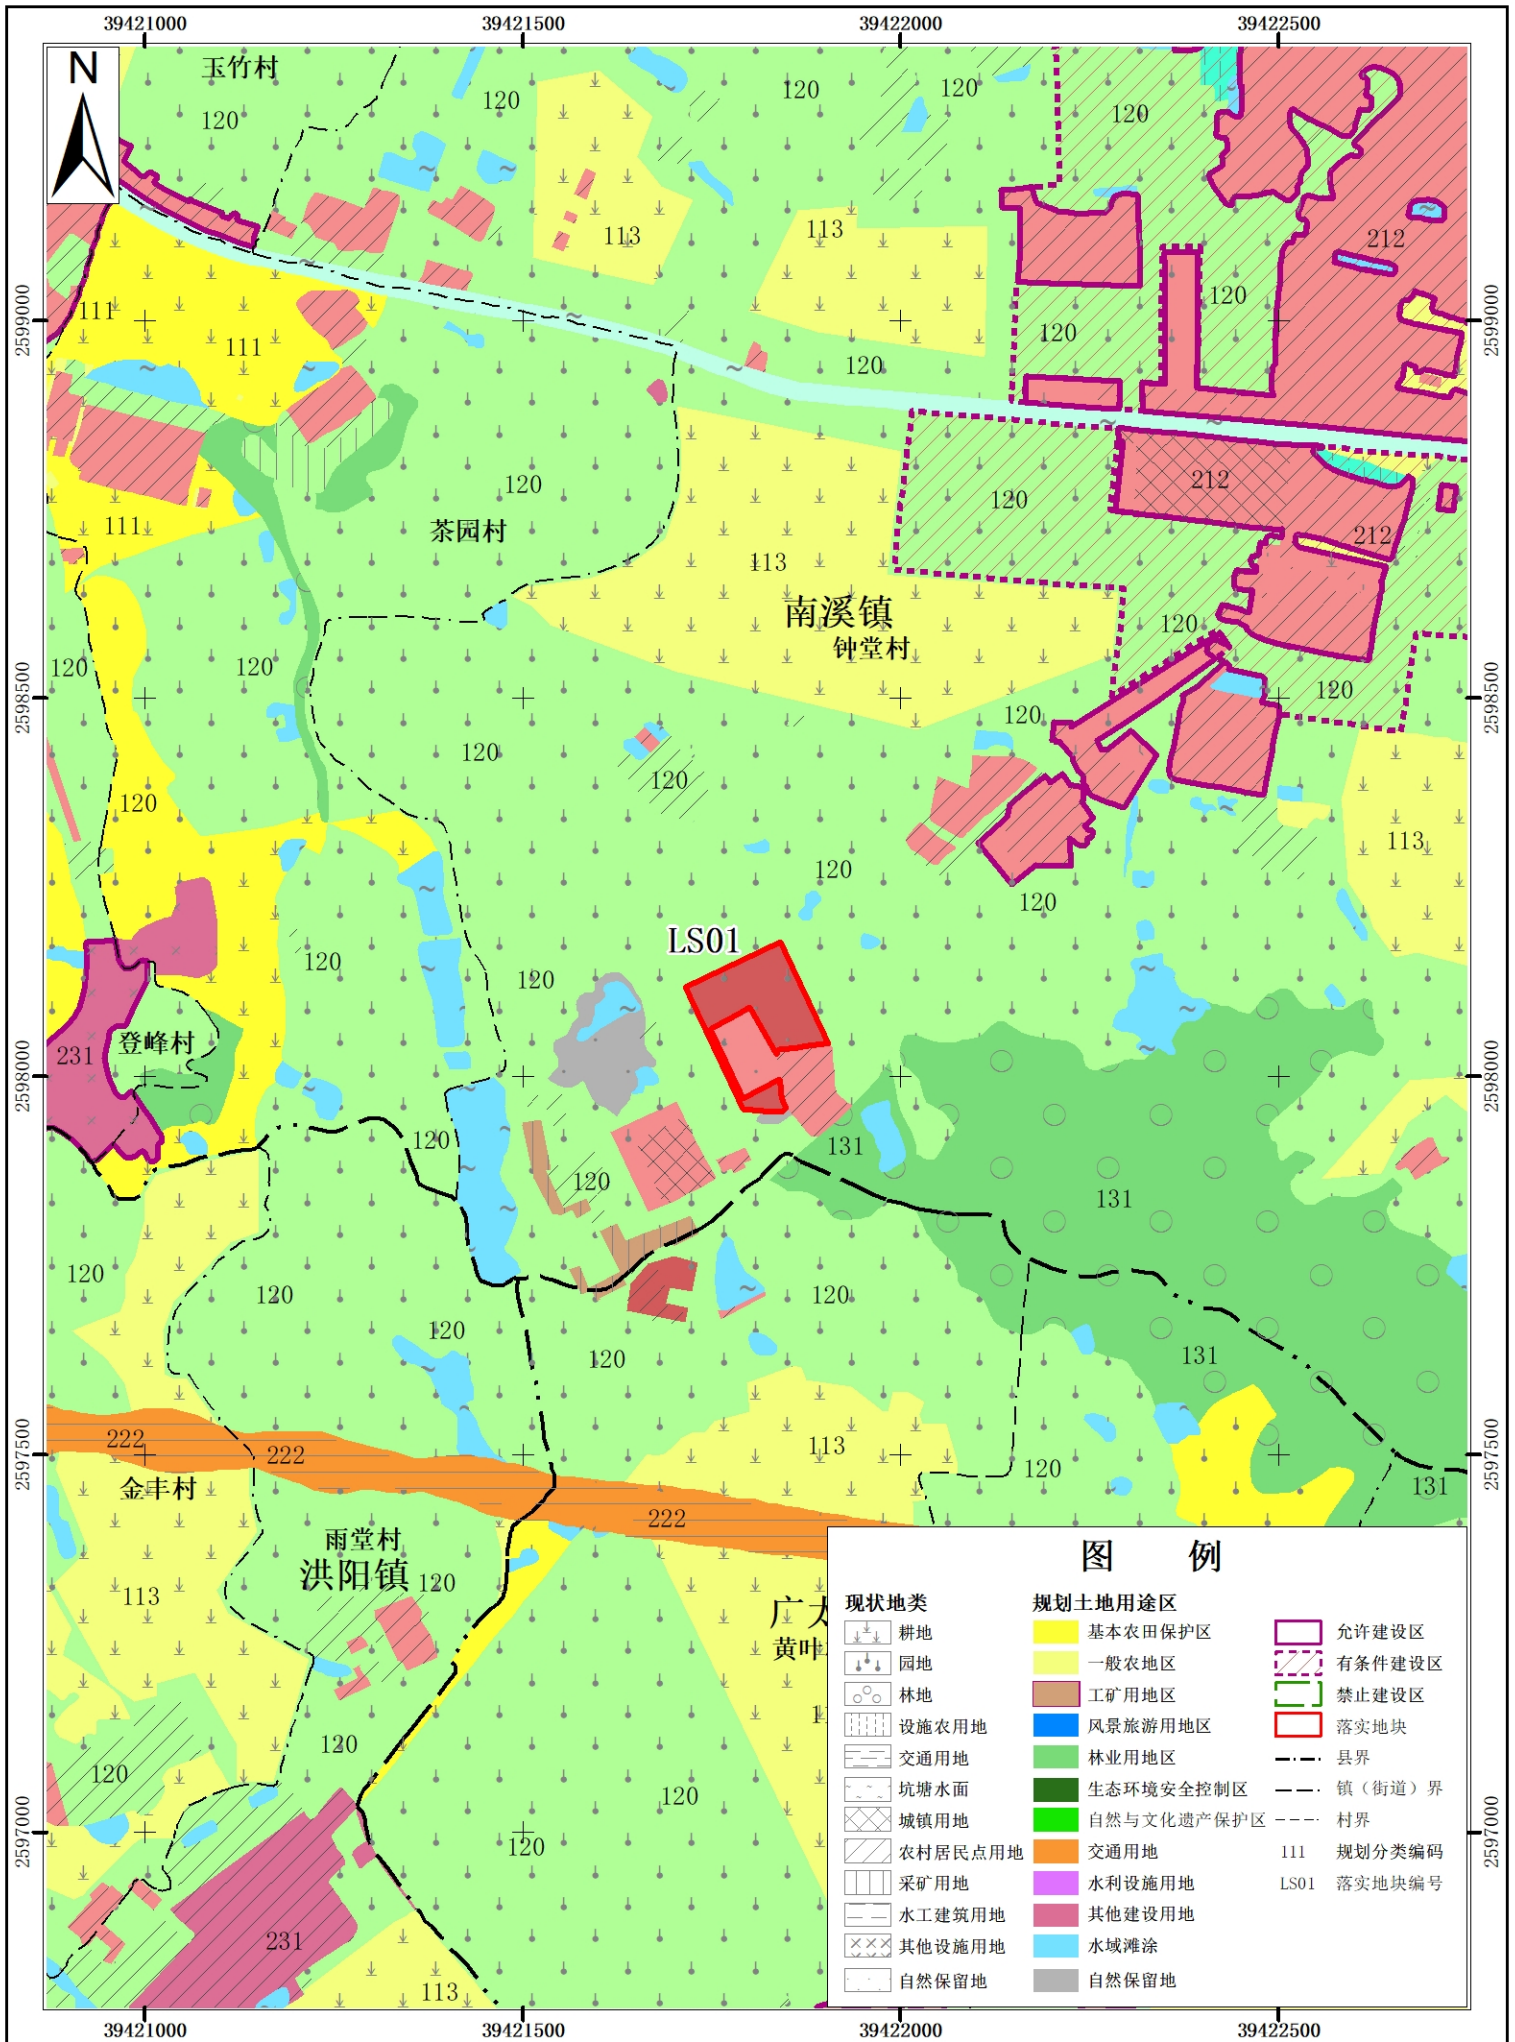 39421000
39421500
39422000
39422500
N
玉竹村
120
120
120
120
120
113
113
212
111
111
120
120
120
2599000
2599000
120
茶园村
111
120
113
212
212
南溪镇
钟堂村
120
120
120
120
120
2598500
2598500
120
120
120
113
120
120
LS01
120
120
登峰村
231
2598000
2598000
120
131
120
131
120
120
120
120
120
131
222
222
113
120
131
2597500
2597500
金丰村
222
雨堂村
洪阳镇
120
113
黄叶
120
120
120
120
2597000
2597000
231
113
图 例
现状地类
耕地
园地
林地
设施农用地
交通用地
坑塘水面
城镇用地
农村居民点用地
采矿用地
水工建筑用地
其他设施用地
自然保留地
规划土地用途区
基本农田保护区
一般农地区
工矿用地区
风景旅游用地区
林业用地区
生态环境安全控制区
自然与文化遗产保护区
交通用地
水利设施用地
其他建设用地
水域滩涂
自然保留地
允许建设区
有条件建设区
禁止建设区
落实地块
县界
镇（街道）界
村界
111 规划分类编码
LS01 落实地块编号
39421000
39421500
39422000
39422500